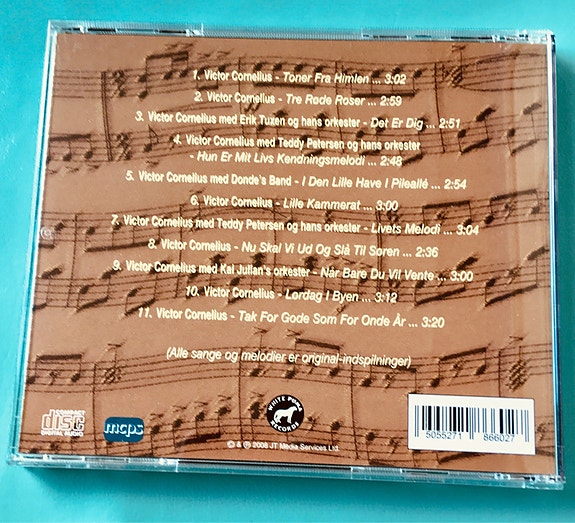 1. Victor Cornelius - Toner Fra Himlen ... 3:02
2. Victor Cornelius - Tre Røde Roser ... 2:59
3. Victor Cornelius med Erik Tuxen og hans orkester - Det Er Dig ... 2:51
4. Victor Cornelius med Teddy Petersen og hans orkester
- Hun Er Mit Livs Kendningsmelodi ... 2:48
5. Victor Cornelius med Donde's Band - I Den Lille Have I Pileallé ... 2:54
6. Victor Cornelius - Lille Kammerat ... 3:00
7. Victor Cornelius med Teddy Petersen og hans orkester - Livets Melodi ... 3:04
8. Victor Cornelius - Nu Skal Vi Ud Og Slå Til Søren ... 2:36
9. Victor Cornelius med Kai Julian's orkester - Når Bare Du Vil Vente ... 3:00
10. Victor Cornelius - Lørdag I Byen ... 3:12
11. Victor Cornelius - Tak For Gode Som For Onde År ... 3:20
(Alle sange og melodier er original-indspilninger)
COMPACT
disc
DIGITAL AUDIO
mcps
WHITE PUMA
RECORDS
© & ℗ 2008 JT Media Services Ltd.
5055271 866027